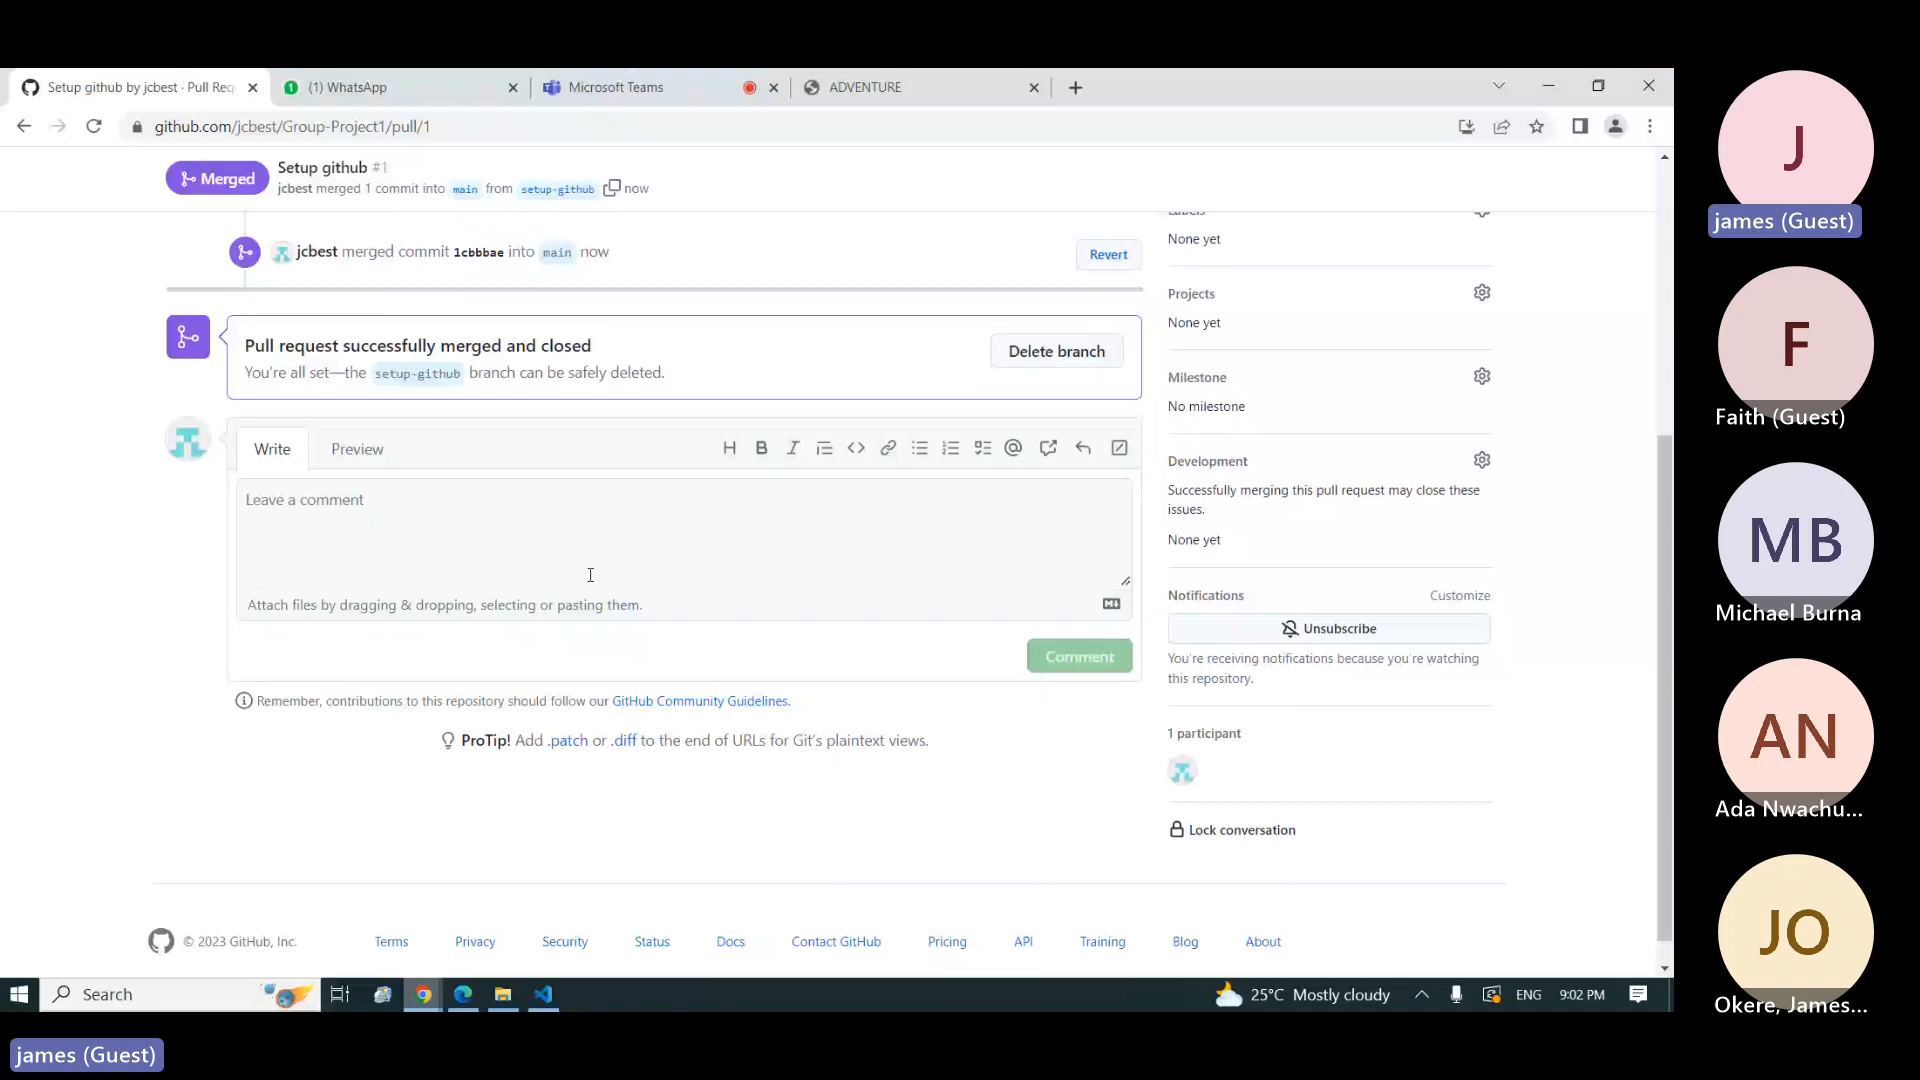 Setup github by jcbest · Pull Req
(1) WhatsApp
Microsoft Teams
ADVENTURE
github.com/jcbest/Group-Project1/pull/1
Merged
Setup github #1
jcbest merged 1 commit into main from setup-github now
jcbest merged commit 1cbbbae into main now
Revert
Pull request successfully merged and closed
You're all set—the setup-github branch can be safely deleted.
Delete branch
Write
Preview
Leave a comment
Attach files by dragging & dropping, selecting or pasting them.
Comment
Remember, contributions to this repository should follow our GitHub Community Guidelines.
ProTip! Add .patch or .diff to the end of URLs for Git's plaintext views.
Labels
None yet
Projects
None yet
Milestone
No milestone
Development
Successfully merging this pull request may close these
issues.
None yet
Notifications
Customize
Unsubscribe
You're receiving notifications because you're watching
this repository.
1 participant
Lock conversation
© 2023 GitHub, Inc.
Terms
Privacy
Security
Status
Docs
Contact GitHub
Pricing
API
Training
Blog
About
Search
25°C Mostly cloudy
ENG
9:02 PM
J
james (Guest)
F
Faith (Guest)
MB
Michael Burna
AN
Ada Nwachu...
JO
Okere, James...
james (Guest)